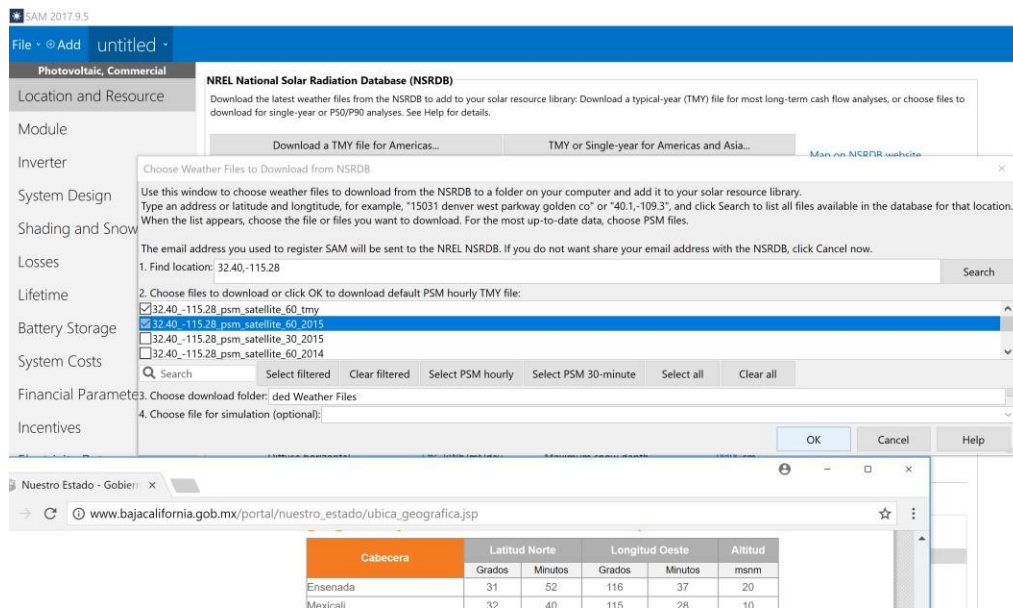 SAM 2017.9.5
File Add untitled
Photovoltaic, Commercial
Location and Resource
Module
Inverter
System Design
Shading and Snow
Losses
Lifetime
Battery Storage
System Costs
Financial Paramete
Incentives
NREL National Solar Radiation Database (NSRDB)
Download the latest weather files from the NSRDB to add to your solar resource library: Download a typical-year (TMY) file for most long-term cash flow analyses, or choose files to
download for single-year or P50/P90 analyses. See Help for details.
Download a TMY file for Americas... TMY or Single-year for Americas and Asia...
Map on NSRDB website
Choose Weather Files to Download from NSRDB
Use this window to choose weather files to download from the NSRDB to a folder on your computer and add it to your solar resource library.
Type an address or latitude and longtitude, for example, "15031 denver west parkway golden co" or "40.1,-109.3", and click Search to list all files available in the database for that location.
When the list appears, choose the file or files you want to download. For the most up-to-date data, choose PSM files.
The email address you used to register SAM will be sent to the NREL NSRDB. If you do not want share your email address with the NSRDB, click Cancel now.
1. Find location: 32.40,-115.28 Search
2. Choose files to download or click OK to download default PSM hourly TMY file:
32.40_-115.28_psm_satellite_60_tmy
32.40_-115.28_psm_satellite_60_2015
32.40_-115.28_psm_satellite_30_2015
32.40_-115.28_psm_satellite_60_2014
Search Select filtered Clear filtered Select PSM hourly Select PSM 30-minute Select all Clear all
3. Choose download folder: ded Weather Files
4. Choose file for simulation (optional):
OK Cancel Help
Nuestro Estado - Gobiern
www.bajacalifornia.gob.mx/portal/nuestro_estado/ubica_geografica.jsp
Cabecera Latitud Norte Longitud Oeste Altitud
Grados Minutos Grados Minutos msnm
Ensenada 31 52 116 37 20
Mexicali 32 40 115 28 10